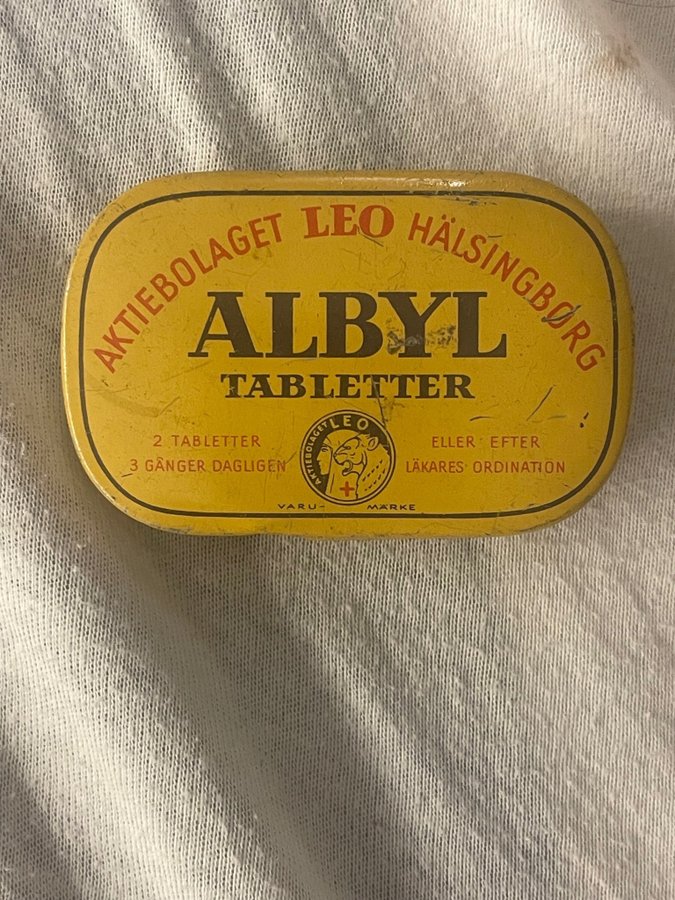 AKTIEBOLAGET LEO HÄLSINGBORG
ALBYL
TABLETTER
2 TABLETTER
3 GÅNGER DAGLIGEN
AKTIEBOLAGET LEO
ELLER EFTER
LÄKARES ORDINATION
VARU- MÄRKE